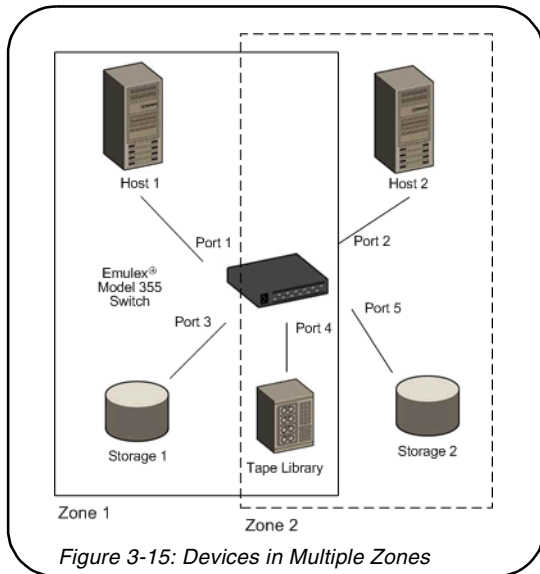 Host 1
Host 2
Port 1
Port 2
Emulex®
Model 355
Switch
Port 3
Port 4
Port 5
Storage 1
Tape Library
Storage 2
Zone 1
Zone 2
Figure 3-15: Devices in Multiple Zones